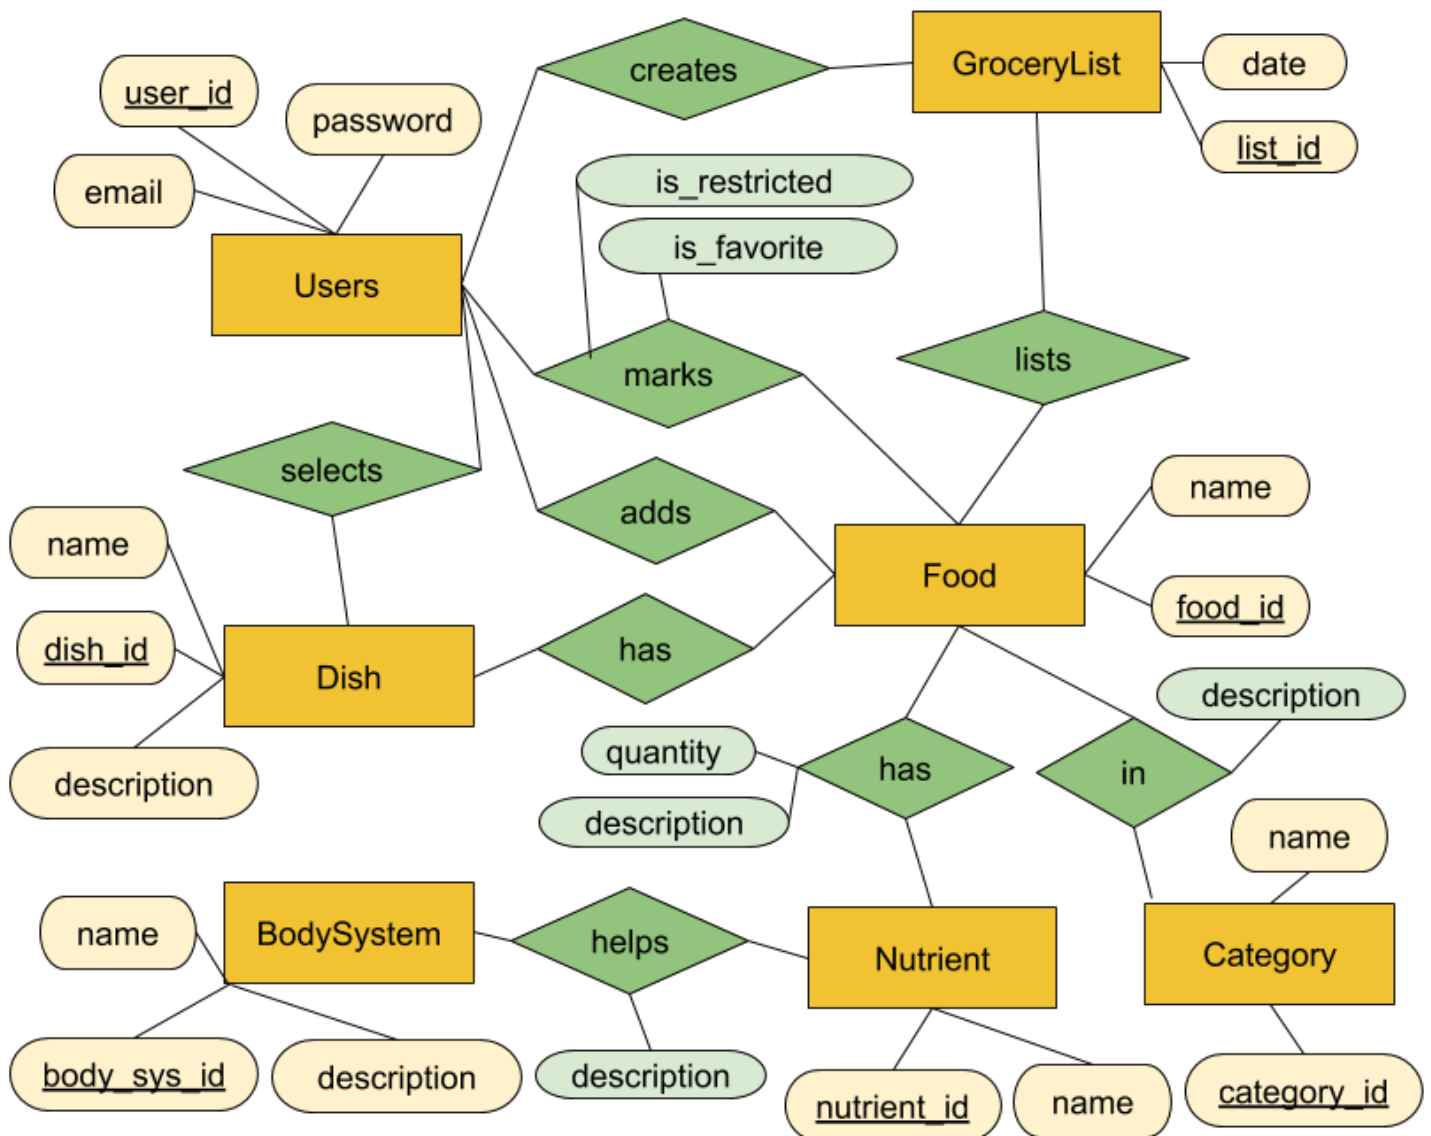 creates
GroceryList
date
user_id
password
list_id
email
is_restricted
is_favorite
Users
lists
marks
selects
name
adds
name
Food
food_id
dish_id
has
Dish
description
quantity
has
in
description
description
name
name
BodySystem
helps
Nutrient
Category
body_sys_id
description
description
nutrient_id
name
category_id